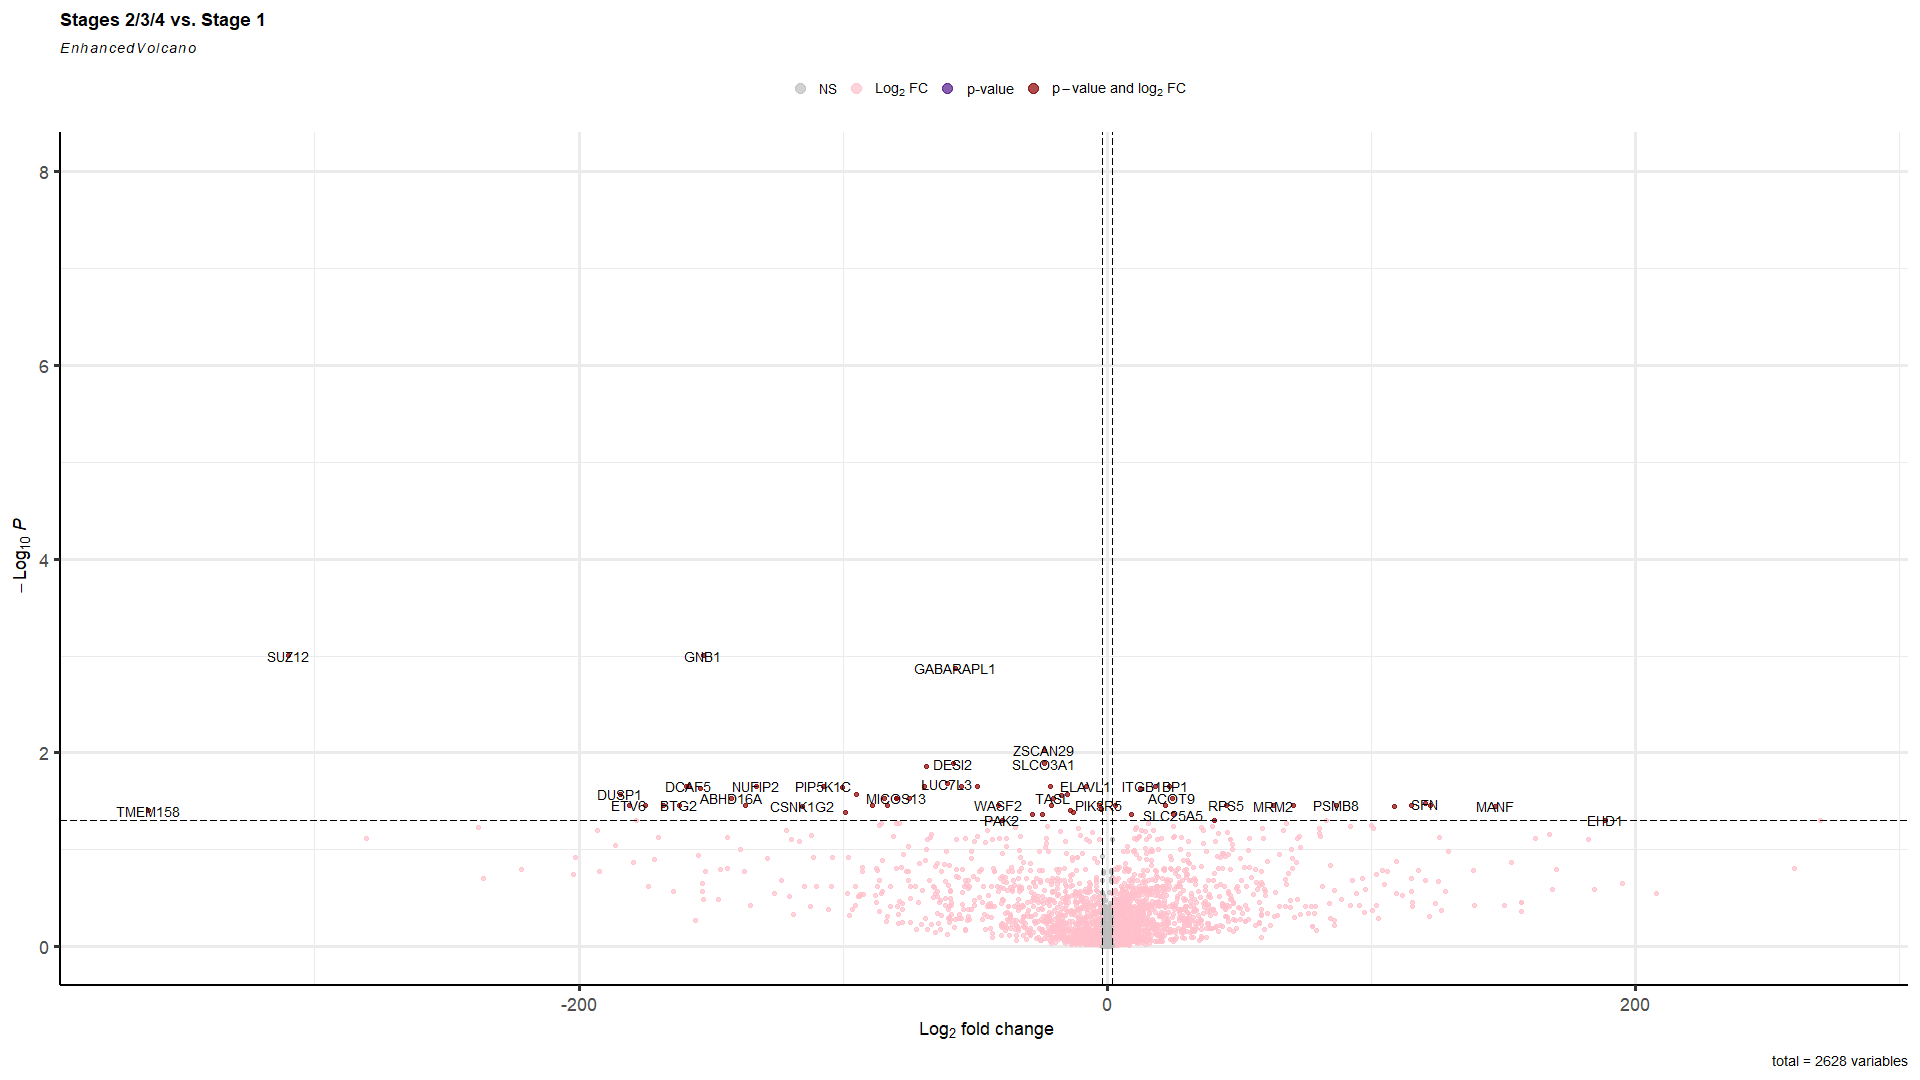 Stages 2/3/4 vs. Stage 1
EnhancedVolcano
NS Log2 FC p-value p−value and log2 FC
8
6
4
2
0
−Log10 P
SUZ12 GNB1
GABARAPL1
ZSCAN29
DESI2 SLCO3A1
LUC7L3
DCAF5 NUFIP2 PIP5K1C ELAVL1 ITGB1BP1
DUSP1 ABHD16A MICOS13 TASL ACOT9
ETV6 BTG2 CSNK1G2 WASF2 PIK3R5 RPS5 MRM2 PSMB8 SFN MANF
TMEM158 SLC25A5
PAK2 EHD1
-200 0 200
Log2 fold change
total = 2628 variables